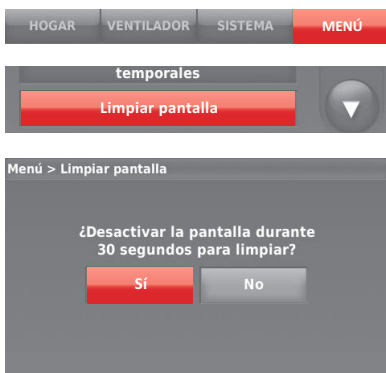 HOGAR VENTILADOR SISTEMA MENÚ
temporales
Limpiar pantalla
Menú > Limpiar pantalla
¿Desactivar la pantalla durante
30 segundos para limpiar?
Sí No